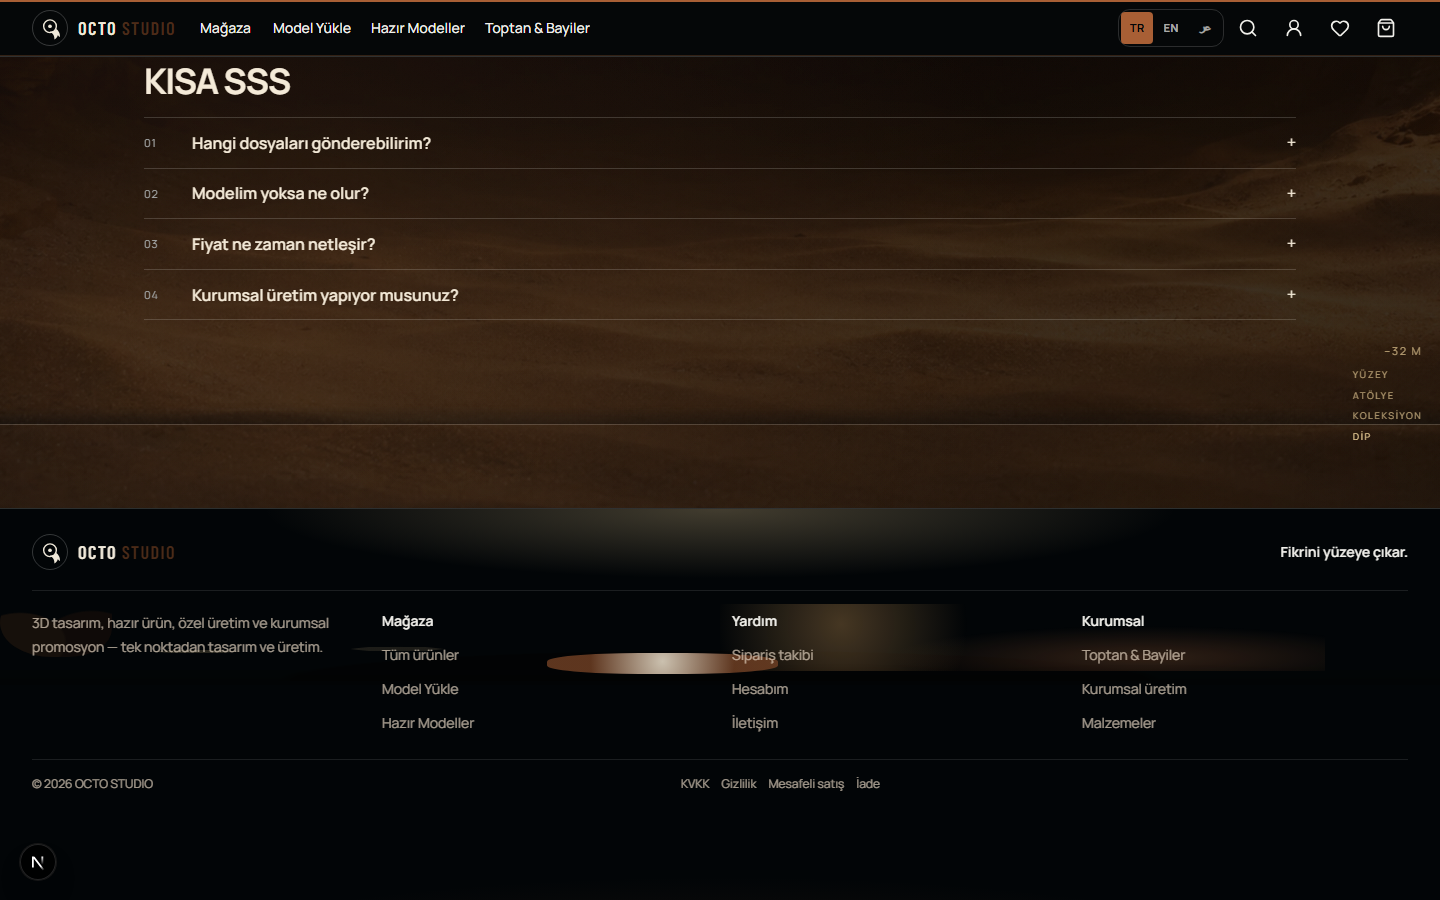 OCTO STUDIO Mağaza Model Yükle Hazır Modeller Toptan & Bayiler TR EN
KISA SSS
01 Hangi dosyaları gönderebilirim? +
02 Modelim yoksa ne olur? +
03 Fiyat ne zaman netleşir? +
04 Kurumsal üretim yapıyor musunuz? +
−32 M
YÜZEY
ATÖLYE
KOLEKSİYON
DİP
OCTO STUDIO Fikrini yüzeye çıkar.
3D tasarım, hazır ürün, özel üretim ve kurumsal
promosyon — tek noktadan tasarım ve üretim.
Mağaza
Tüm ürünler
Model Yükle
Hazır Modeller
Yardım
Sipariş takibi
Hesabım
İletişim
Kurumsal
Toptan & Bayiler
Kurumsal üretim
Malzemeler
© 2026 OCTO STUDIO KVKK Gizlilik Mesafeli satış İade
N